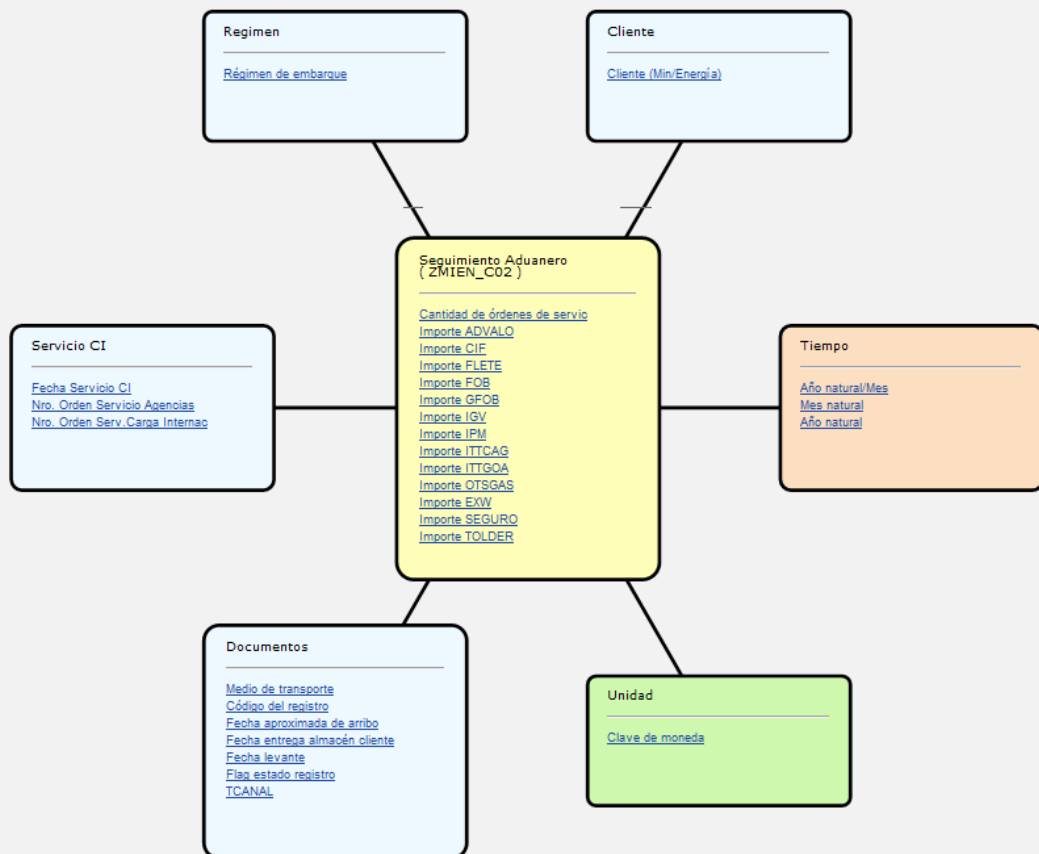 Regimen
Régimen de embarque
Cliente
Cliente (Min/Energía)
Seguimiento Aduanero
( ZMIEN_C02 )
Cantidad de órdenes de servic
Importe ADVALO
Importe CIF
Importe FLETE
Importe FOB
Importe GFOB
Importe IGV
Importe IPM
Importe ITTCAG
Importe ITTGOA
Importe OTSGAS
Importe EXW
Importe SEGURO
Importe TOLDER
Servicio CI
Fecha Servicio CI
Nro. Orden Servicio Agencias
Nro. Orden Serv.Carga Internac
Tiempo
Año natural/Mes
Mes natural
Año natural
Documentos
Medio de transporte
Código del registro
Fecha aproximada de arribo
Fecha entrega almacén cliente
Fecha levante
Flag estado registro
TCANAL
Unidad
Clave de moneda